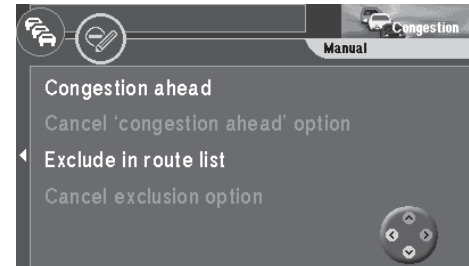 Congestion
Manual
Congestion ahead
Cancel ‘congestion ahead’ option
Exclude in route list
Cancel exclusion option